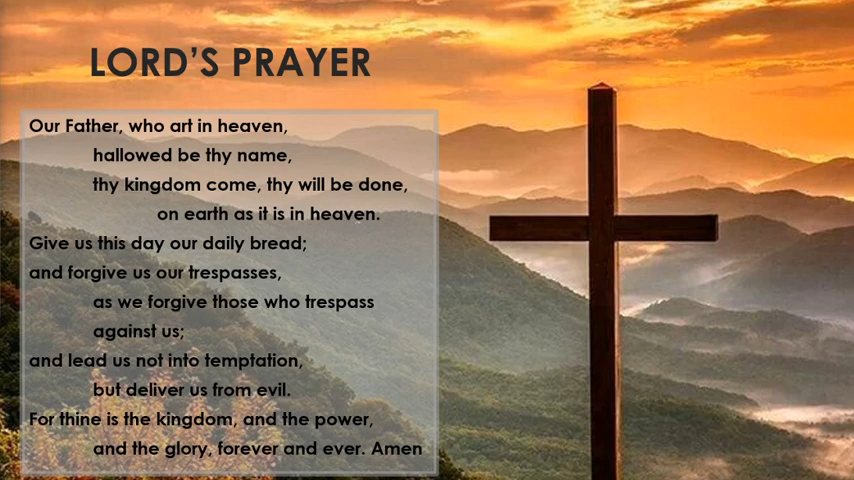 LORD’S PRAYER
Our Father, who art in heaven,
hallowed be thy name,
thy kingdom come, thy will be done,
on earth as it is in heaven.
Give us this day our daily bread;
and forgive us our trespasses,
as we forgive those who trespass
against us;
and lead us not into temptation,
but deliver us from evil.
For thine is the kingdom, and the power,
and the glory, forever and ever. Amen